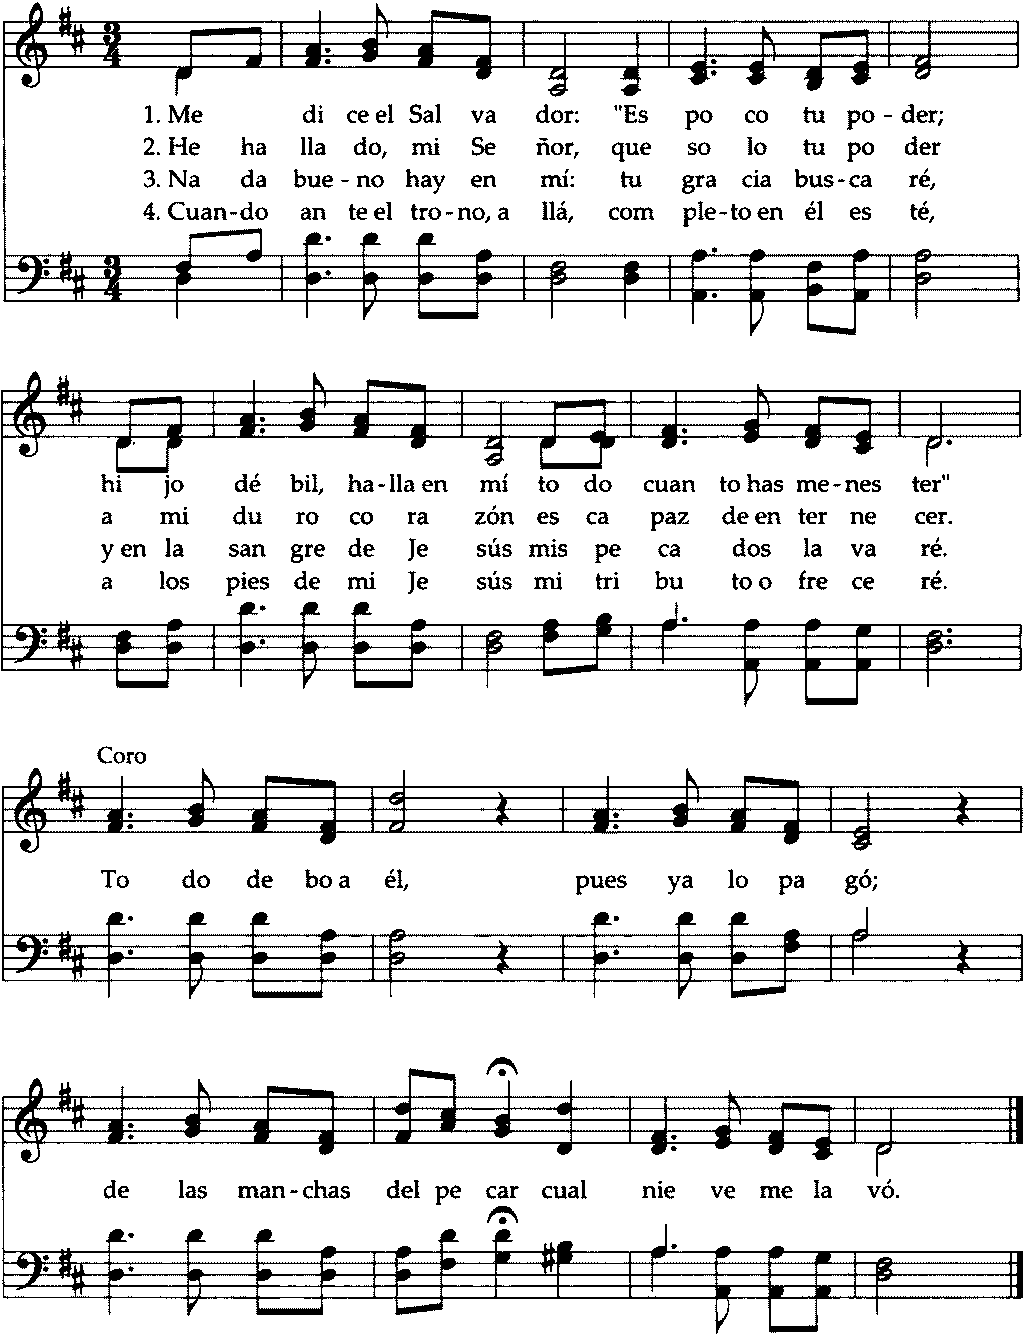 1. Me di ce el Sal va dor: "Es po co tu po - der;
2. He ha lla do, mi Se ñor, que so lo tu po der
3. Na da bue - no hay en mí: tu gra cia bus - ca ré,
4. Cuan - do an te el tro - no, a llá, com ple - to en él es té,
hi jo dé bil, ha - lla en mí to do cuan to has me - nes ter"
a mi du ro co ra zón es ca paz de en ter ne cer.
y en la san gre de Je sús mis pe ca dos la va ré.
a los pies de mi Je sús mi tri bu to o fre ce ré.
Coro
To do de bo a él, pues ya lo pa gó;
de las man - chas del pe car cual nie ve me la vó.